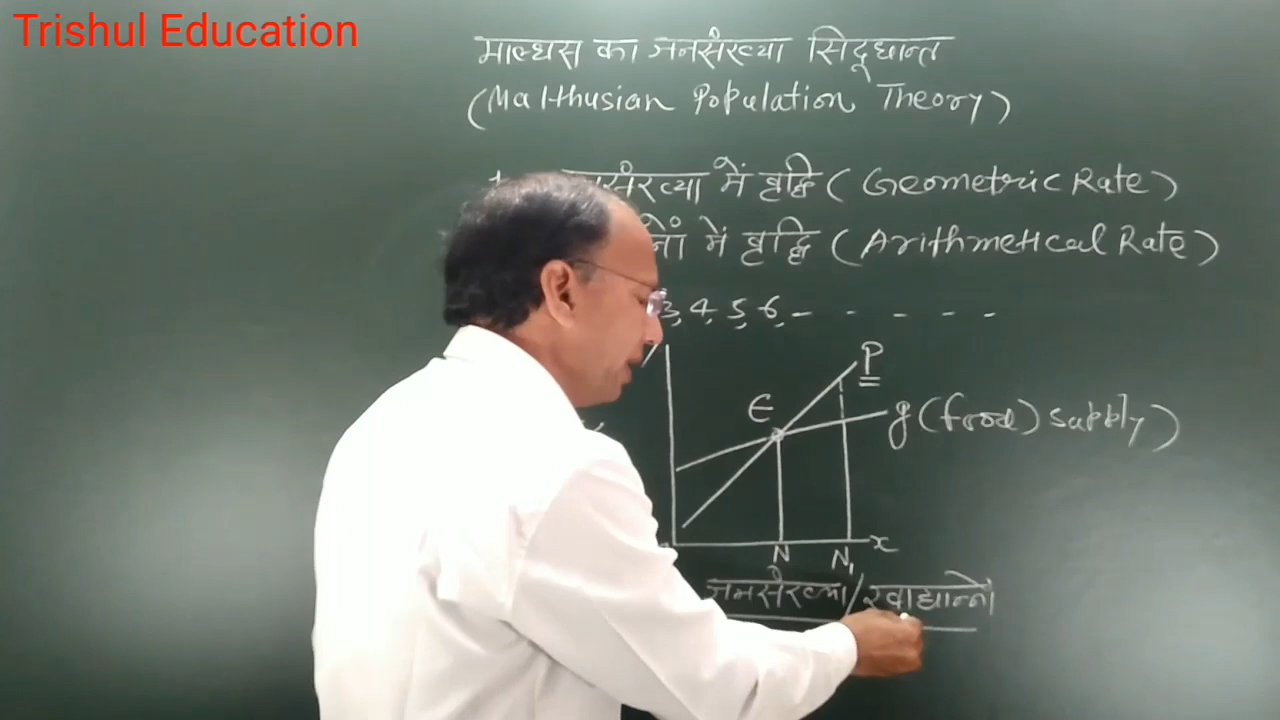 Trishul Education
माल्थस का जनसंख्या सिद्धान्त
(Malthusian Population Theory)
में वृद्धि (Geometric Rate)
में वृद्धि (Arithmetical Rate)
3, 4, 5, 6, - - - - -
P
E
g (food) supply)
N N₁ x
जनसंख्या/खाद्यान्नों